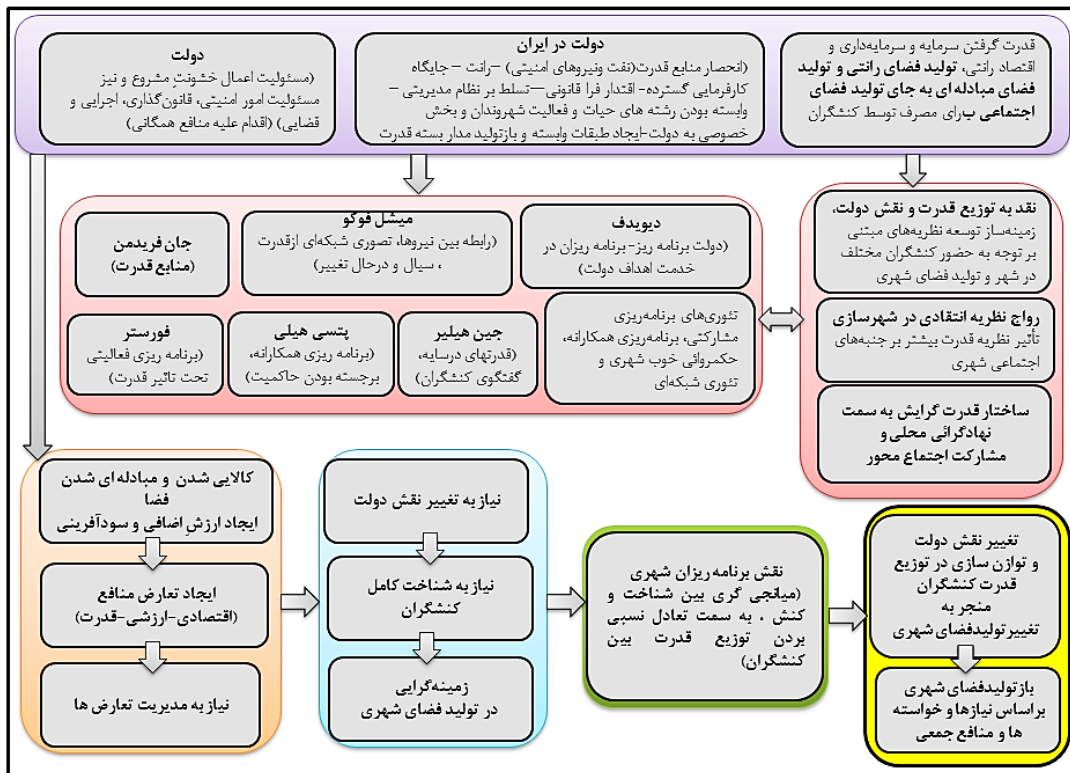 قدرت گرفتن سرمایه و سرمایه‌داری و
اقتصاد رانتی، تولید فضای رانتی و تولید
فضای مبادله‌ای به جای تولید فضای
اجتماعی برای مصرف توسط کنشگران
دولت در ایران
(انحصار منابع قدرت(نفت ونیروهای امنیتی) –رانت – جایگاه
کارفرمایی گسترده- اقتدار فرا قانونی—تسلط بر نظام مدیریتی –
وابسته بودن رشته های حیات و فعالیت شهروندان و بخش
خصوصی به دولت-ایجاد طبقات وابسته و بازتولید مدار بسته قدرت
دولت
(مسئولیت اعمال خشونتِ مشروع و نیز
مسئولیت امور امنیتی، قانون‌گذاری، اجرایی و
قضایی) (اقدام علیه منافع همگانی)
نقد به توزیع قدرت و نقش دولت،
زمینه‌ساز توسعه نظریه‌های مبتنی
بر توجه به حضور کنشگران مختلف
در شهر و تولید فضای شهری
رواج نظریه انتقادی در شهرسازی
تأثیر نظریه قدرت بیشتر بر جنبه‌های
اجتماعی شهری
ساختار قدرت گرایش به سمت
نهادگرائی محلی و
مشارکت اجتماع محور
دیویدف
(دولت برنامه ریز- برنامه ریزان در
خدمت اهداف دولت)
میشل فوکو
(رابطه بین نیروها، تصوری شبکه‌ای ازقدرت
، سیال و درحال تغییر)
جان فریدمن
(منابع قدرت)
تئوری‌های برنامه‌ریزی
مشارکتی، برنامه‌ریزی همکارانه،
حکمروائی خوب شهری و
تئوری شبکه‌ای
جین هیلیر
(قدرتهای درسایه،
گفتگوی کنشگران)
پتسی هیلی
(برنامه ریزی همکارانه،
برجسته بودن حاکمیت)
فورستر
(برنامه ریزی فعالیتی
تحت تاثیر قدرت)
کالایی شدن و مبادله ای شدن
فضا
ایجاد ارزشِ اضافی و سودآفرینی
ایجاد تعارض منافع
(اقتصادی-ارزشی-قدرت)
نیاز به مدیریت تعارض ها
نیاز به تغییر نقش دولت
نیاز به شناخت کامل
کنشگران
زمینه‌گرایی
در تولید فضای شهری
نقش برنامه ریزان شهری
(میانجی گری بین شناخت و
کنش ، به سمت تعادل نسبی
بردن توزیع قدرت بین
کنشگران)
تغییر نقش دولت
و توازن سازی در توزیع
قدرت کنشگران
منجر به
تغییرتولیدفضای شهری
بازتولیدفضای شهری
براساس نیازها و خواسته
ها و منافع جمعی